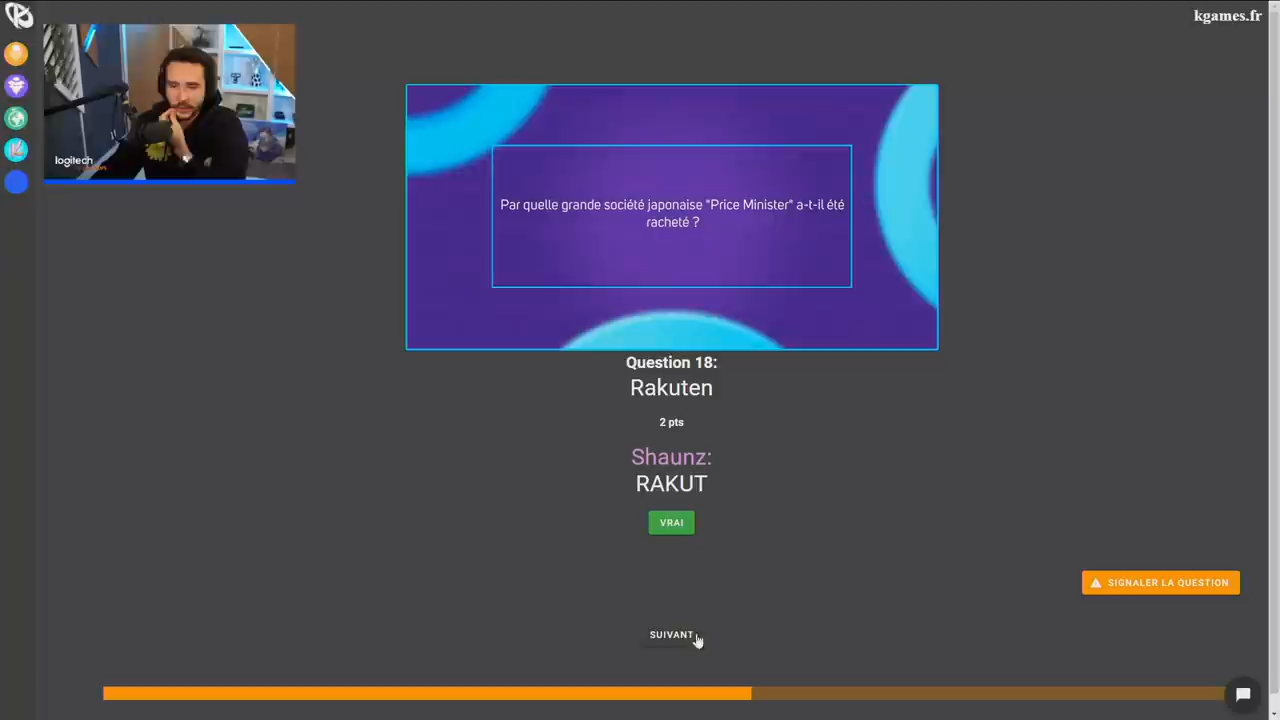 kgames.fr
logitech
Par quelle grande société japonaise "Price Minister" a-t-il été
racheté ?
Question 18:
Rakuten
2 pts
Shaunz:
RAKUT
VRAI
SIGNALER LA QUESTION
SUIVANT